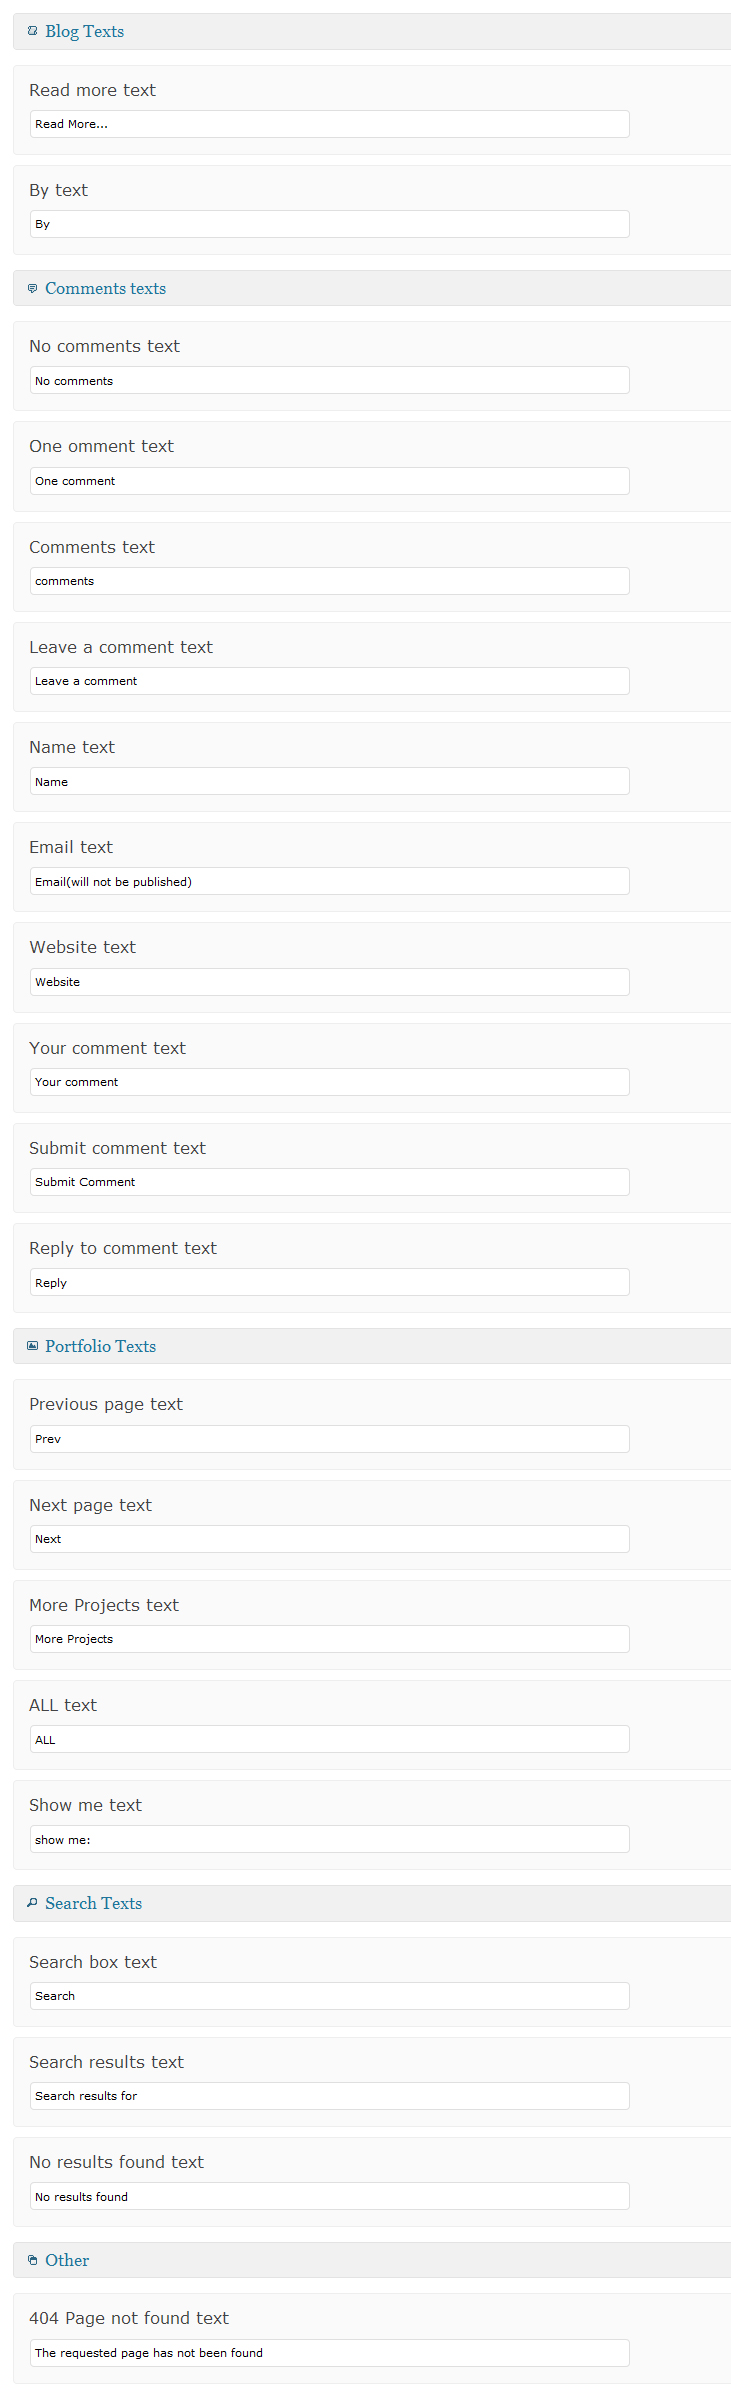 Blog Texts
Read more text
Read More...
By text
By
Comments texts
No comments text
No comments
One omment text
One comment
Comments text
comments
Leave a comment text
Leave a comment
Name text
Name
Email text
Email(will not be published)
Website text
Website
Your comment text
Your comment
Submit comment text
Submit Comment
Reply to comment text
Reply
Portfolio Texts
Previous page text
Prev
Next page text
Next
More Projects text
More Projects
ALL text
ALL
Show me text
show me:
Search Texts
Search box text
Search
Search results text
Search results for
No results found text
No results found
Other
404 Page not found text
The requested page has not been found